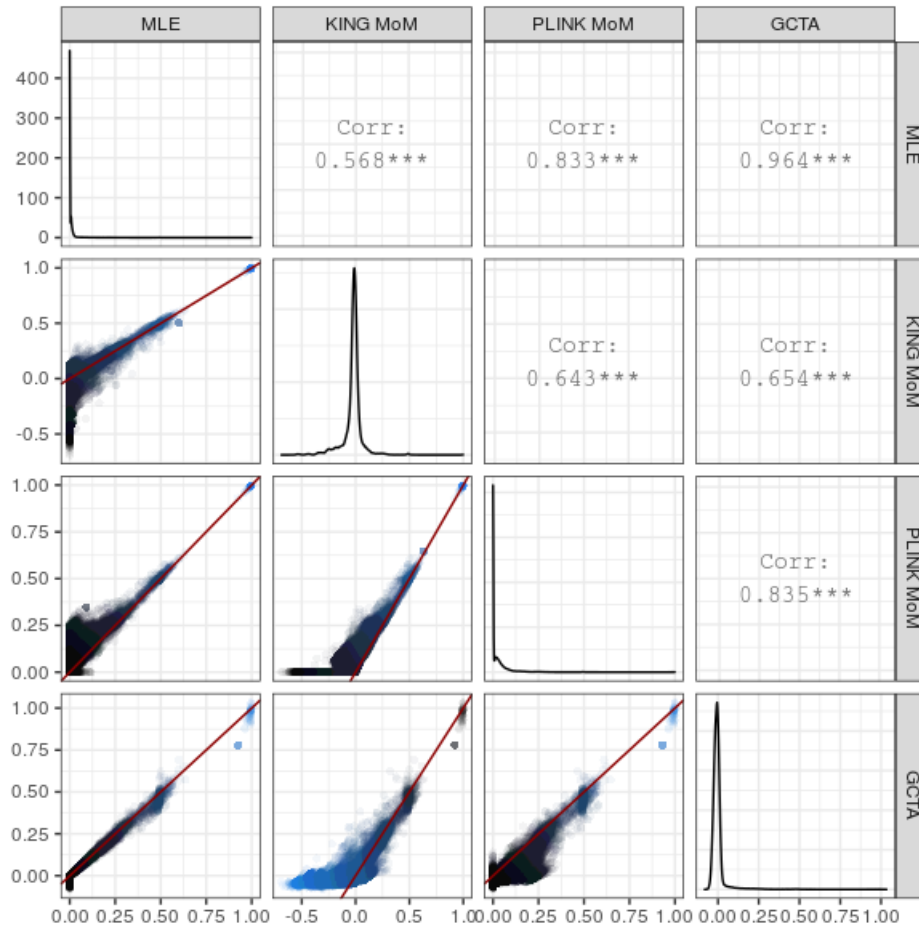 MLE
KING MoM
PLINK MoM
GCTA
400
300
200
100
0
Corr:
0.568***
Corr:
0.833***
Corr:
0.964***
MLE
1.0
0.5
0.0
-0.5
Corr:
0.643***
Corr:
0.654***
KING MoM
1.00
0.75
0.50
0.25
0.00
Corr:
0.835***
PLINK MoM
1.00
0.75
0.50
0.25
0.00
GCTA
0.00 0.25 0.50 0.75 1.00
-0.5 0.0 0.5 1.0
0.00 0.25 0.50 0.75 1.00
0.00 0.25 0.50 0.75 1.00